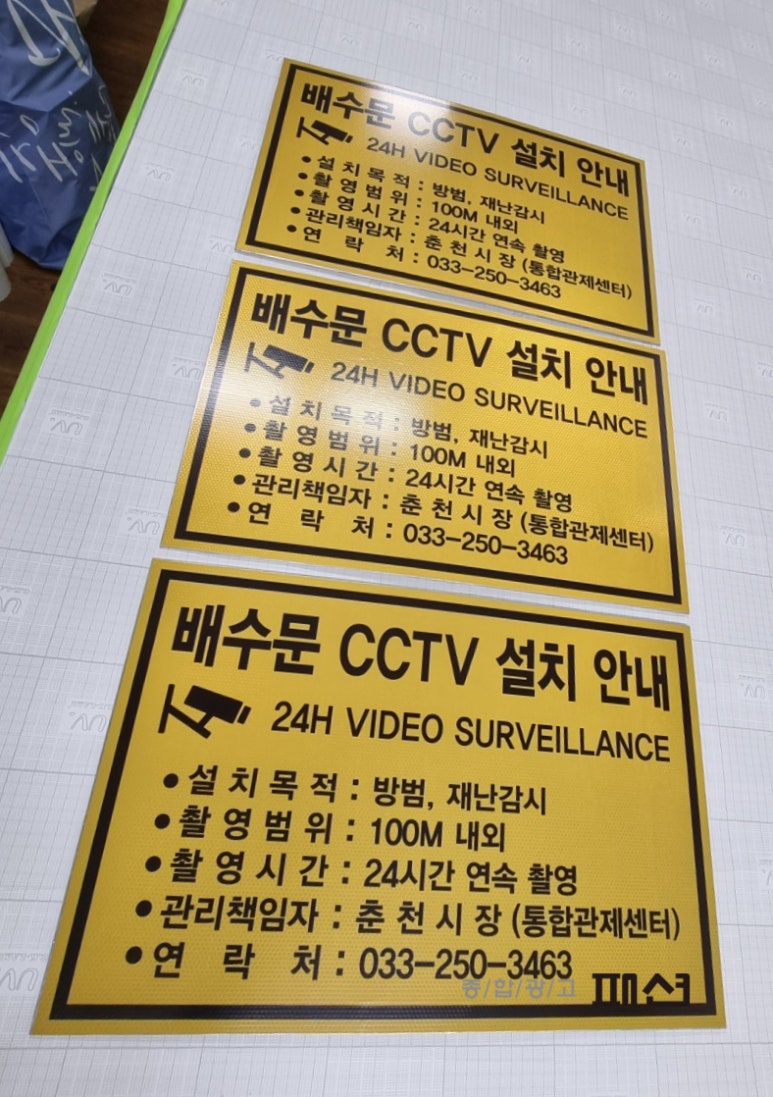 배수문 CCTV 설치 안내
24H VIDEO SURVEILLANCE
● 설 치 목 적 : 방범, 재난감시
● 촬 영 범 위 : 100M 내외
● 촬 영 시 간 : 24시간 연속 촬영
● 관리책임자 : 춘 천 시 장 (통합관제센터)
● 연 락 처 : 033-250-3463
배수문 CCTV 설치 안내
24H VIDEO SURVEILLANCE
● 설 치 목 적 : 방범, 재난감시
● 촬 영 범 위 : 100M 내외
● 촬 영 시 간 : 24시간 연속 촬영
● 관리책임자 : 춘 천 시 장 (통합관제센터)
● 연 락 처 : 033-250-3463
배수문 CCTV 설치 안내
24H VIDEO SURVEILLANCE
● 설 치 목 적 : 방범, 재난감시
● 촬 영 범 위 : 100M 내외
● 촬 영 시 간 : 24시간 연속 촬영
● 관리책임자 : 춘 천 시 장 (통합관제센터)
● 연 락 처 : 033-250-3463
종/합/광/고 패션